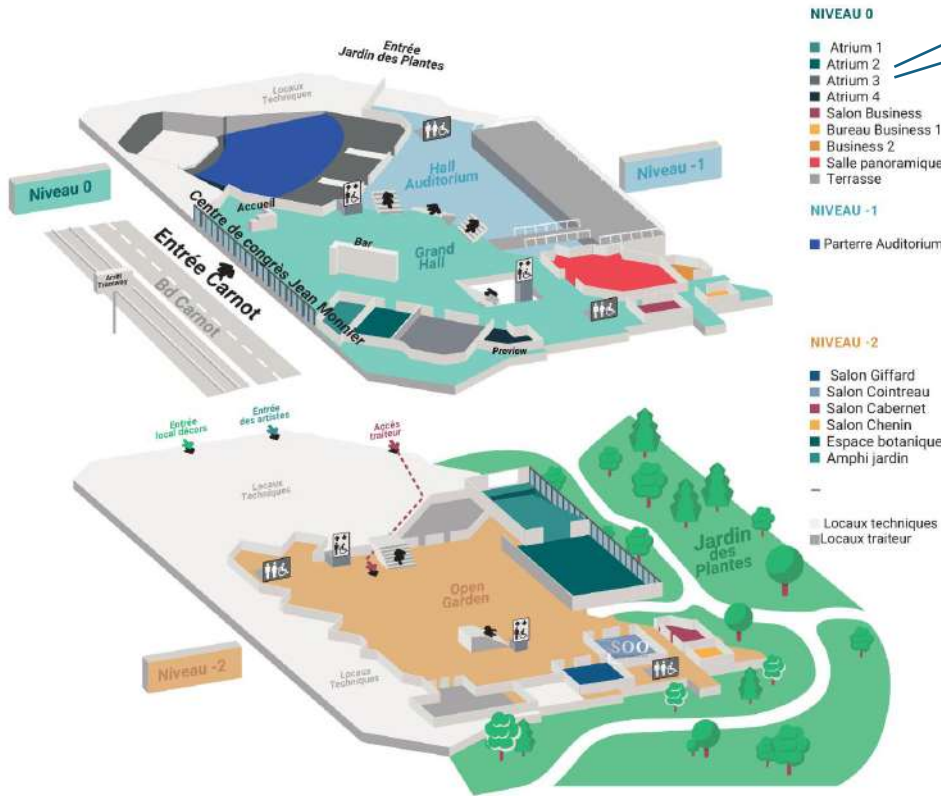 Entrée
Jardin des Plantes
Locaux
Techniques
Hall
Auditorium
Niveau 0
Niveau -1
Accueil
Centre de congrès Jean Monnier
Bar
Grand
Hall
Entrée Carnot
Arrêt
Tramway
Bd Carnot
Preview
NIVEAU 0
Atrium 1
Atrium 2
Atrium 3
Atrium 4
Salon Business
Bureau Business 1
Business 2
Salle panoramique
Terrasse
NIVEAU -1
Parterre Auditorium
NIVEAU -2
Salon Giffard
Salon Cointreau
Salon Cabernet
Salon Chenin
Espace botanique
Amphi jardin
Locaux techniques
Locaux traiteur
Entrée
local décors
Entrée
des artistes
Accès
traiteur
Locaux
Techniques
Jardin
des
Plantes
Open
Garden
SOO
Niveau -2
Locaux
Techniques